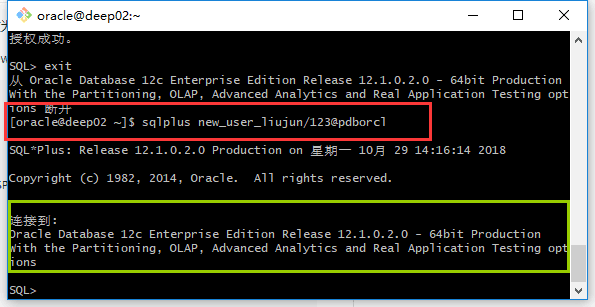 oracle@deep02:~
授权成功。
SQL> exit
从 Oracle Database 12c Enterprise Edition Release 12.1.0.2.0 - 64bit Production
With the Partitioning, OLAP, Advanced Analytics and Real Application Testing opt
ions 断开
[oracle@deep02 ~]$ sqlplus new_user_liujun/123@pdborcl
SQL*Plus: Release 12.1.0.2.0 Production on 星期一 10月 29 14:16:14 2018
Copyright (c) 1982, 2014, Oracle.  All rights reserved.
连接到:
Oracle Database 12c Enterprise Edition Release 12.1.0.2.0 - 64bit Production
With the Partitioning, OLAP, Advanced Analytics and Real Application Testing opt
ions
SQL>